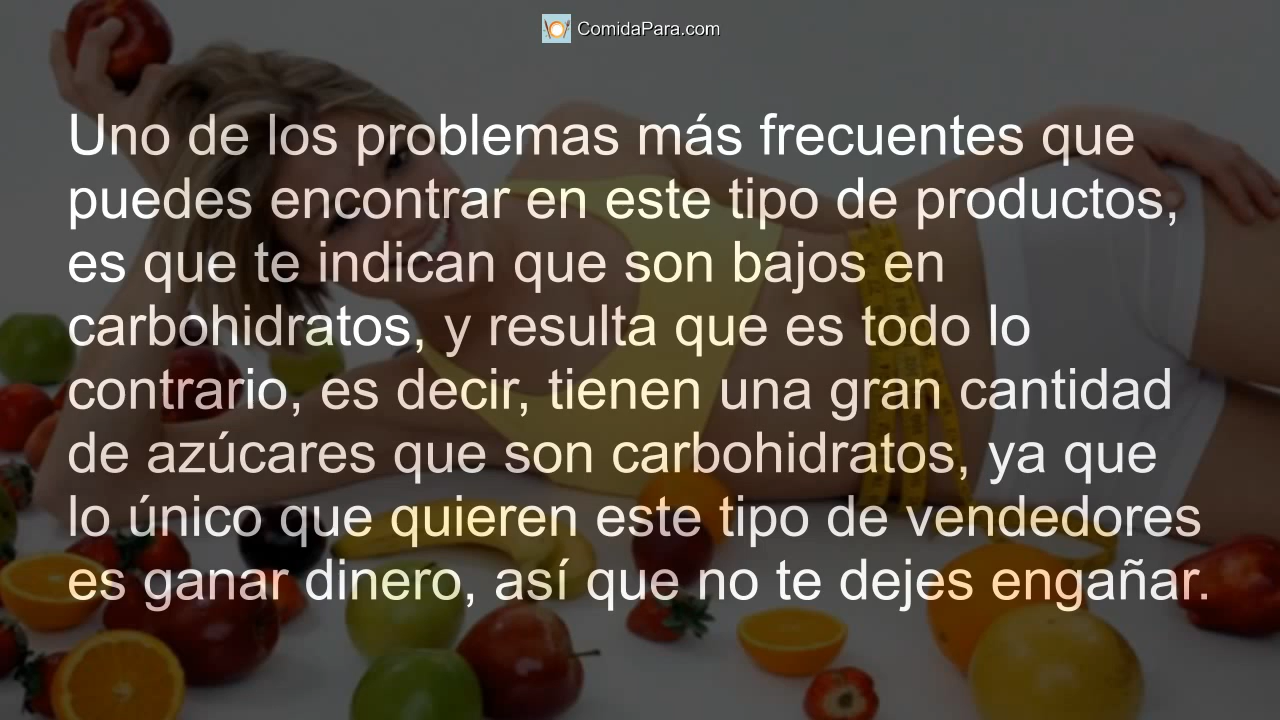 ComidaPara.com
Uno de los problemas más frecuentes que
puedes encontrar en este tipo de productos,
es que te indican que son bajos en
carbohidratos, y resulta que es todo lo
contrario, es decir, tienen una gran cantidad
de azúcares que son carbohidratos, ya que
lo único que quieren este tipo de vendedores
es ganar dinero, así que no te dejes engañar.